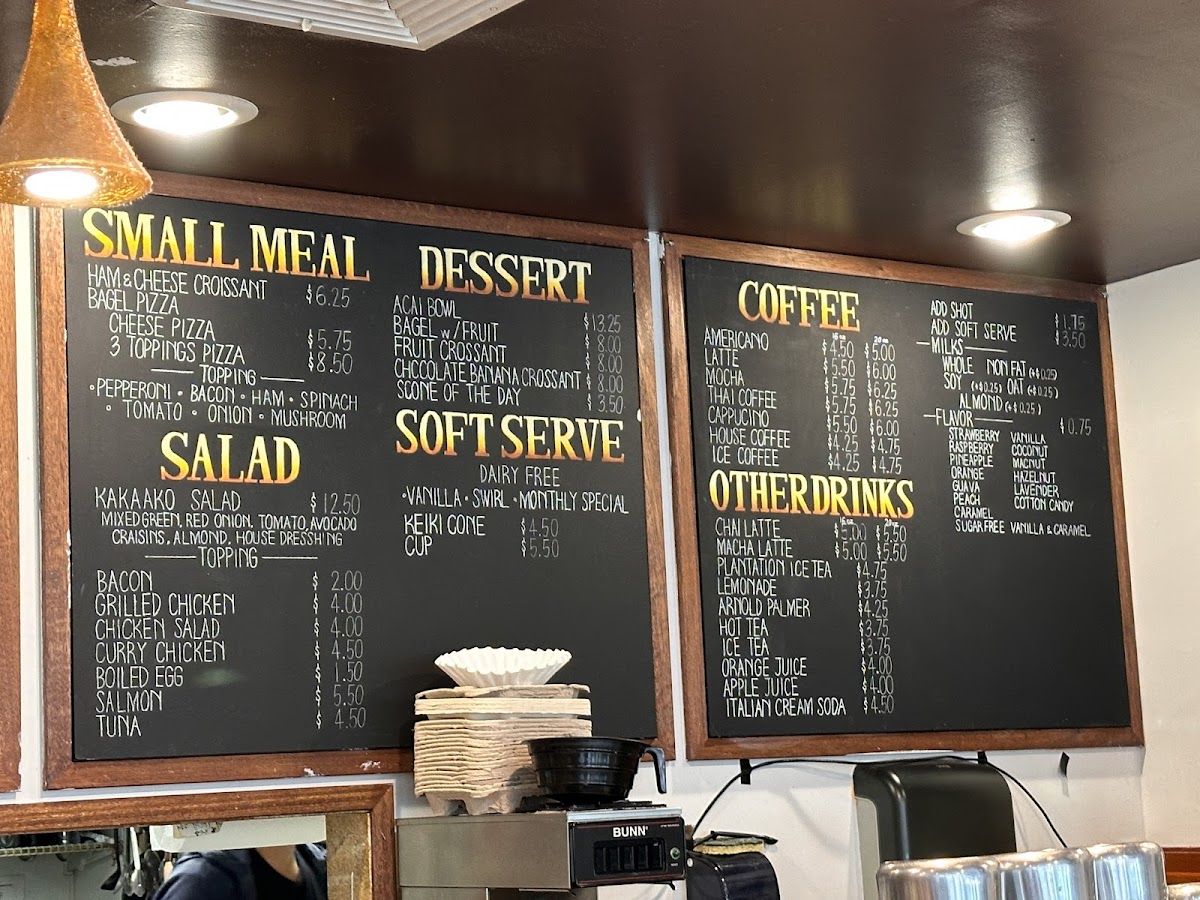 SMALL MEAL
HAM & CHEESE CROISSANT $6.25
BAGEL PIZZA
CHEESE PIZZA $5.75
3 TOPPINGS PIZZA $8.50
TOPPING
• PEPPERONI • BACON • HAM • SPINACH
• TOMATO • ONION • MUSHROOM
SALAD
KAKAAKO SALAD $12.50
MIXED GREEN, RED ONION, TOMATO, AVOCADO
CRAISINS, ALMOND, HOUSE DRESSHING
TOPPING
BACON $2.00
GRILLED CHICKEN $4.00
CHICKEN SALAD $4.00
CURRY CHICKEN $4.50
BOILED EGG $1.50
SALMON $5.50
TUNA $4.50
DESSERT
ACAI BOWL $13.25
BAGEL w/FRUIT $8.00
FRUIT CROSSANT $8.00
CHCCOLATE BANANA CROSSANT $8.00
SCONE OF THE DAY $3.50
SOFT SERVE
DAIRY FREE
• VANILLA • SWIRL • MONTHLY SPECIAL
KEIKI CONE $4.50
CUP $5.50
COFFEE
16 oz 20 oz
AMERICANO $4.50 $5.00
LATTE $5.50 $6.00
MOCHA $5.75 $6.25
THAI COFFEE $5.75 $6.25
CAPPUCINO $5.50 $6.00
HOUSE COFFEE $4.25 $4.75
ICE COFFEE $4.25 $4.75
OTHER DRINKS
16 oz 20 oz
CHAI LATTE $5.00 $5.50
MACHA LATTE $5.00 $5.50
PLANTATION ICE TEA $4.75
LEMONADE $3.75
ARNOLD PALMER $4.25
HOT TEA $3.75
ICE TEA $3.75
ORANGE JUICE $4.00
APPLE JUICE $4.00
ITALIAN CREAM SODA $4.50
ADD SHOT $1.75
ADD SOFT SERVE $3.50
MILKS
WHOLE NON FAT (+$0.25)
SOY (+$0.25) OAT (+$0.25)
ALMOND (+$0.25)
FLAVOR $0.75
STRAWBERRY VANILLA
RASPBERRY COCONUT
PINEAPPLE MACNUT
ORANGE HAZELNUT
GUAVA LAVENDER
PEACH COTTON CANDY
CARAMEL
SUGAR FREE VANILLA & CARAMEL
BUNN